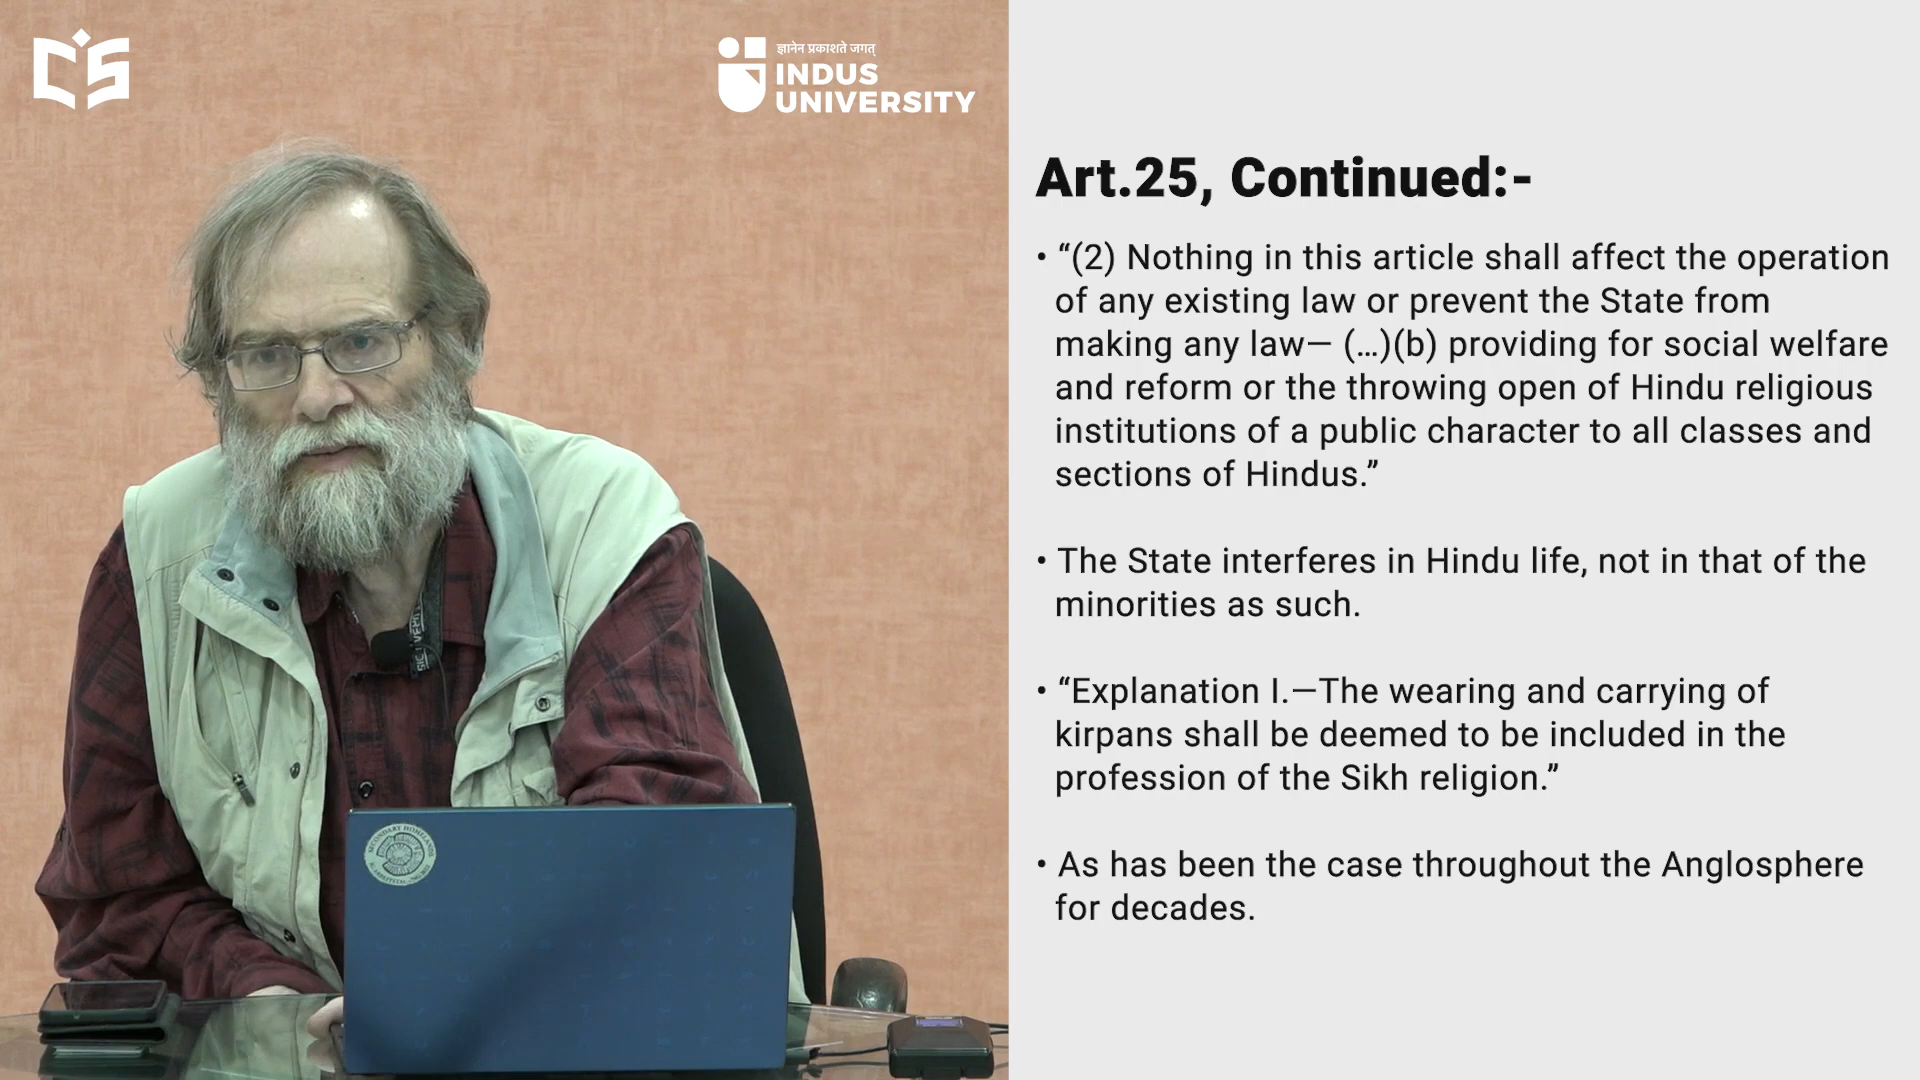 CIS
ज्ञानेन प्रकाशते जगत्
INDUS
UNIVERSITY
Art.25, Continued:-
• “(2) Nothing in this article shall affect the operation
of any existing law or prevent the State from
making any law— (...)(b) providing for social welfare
and reform or the throwing open of Hindu religious
institutions of a public character to all classes and
sections of Hindus.”
• The State interferes in Hindu life, not in that of the
minorities as such.
• “Explanation I.—The wearing and carrying of
kirpans shall be deemed to be included in the
profession of the Sikh religion.”
• As has been the case throughout the Anglosphere
for decades.
SECONDARY HOMELANDS